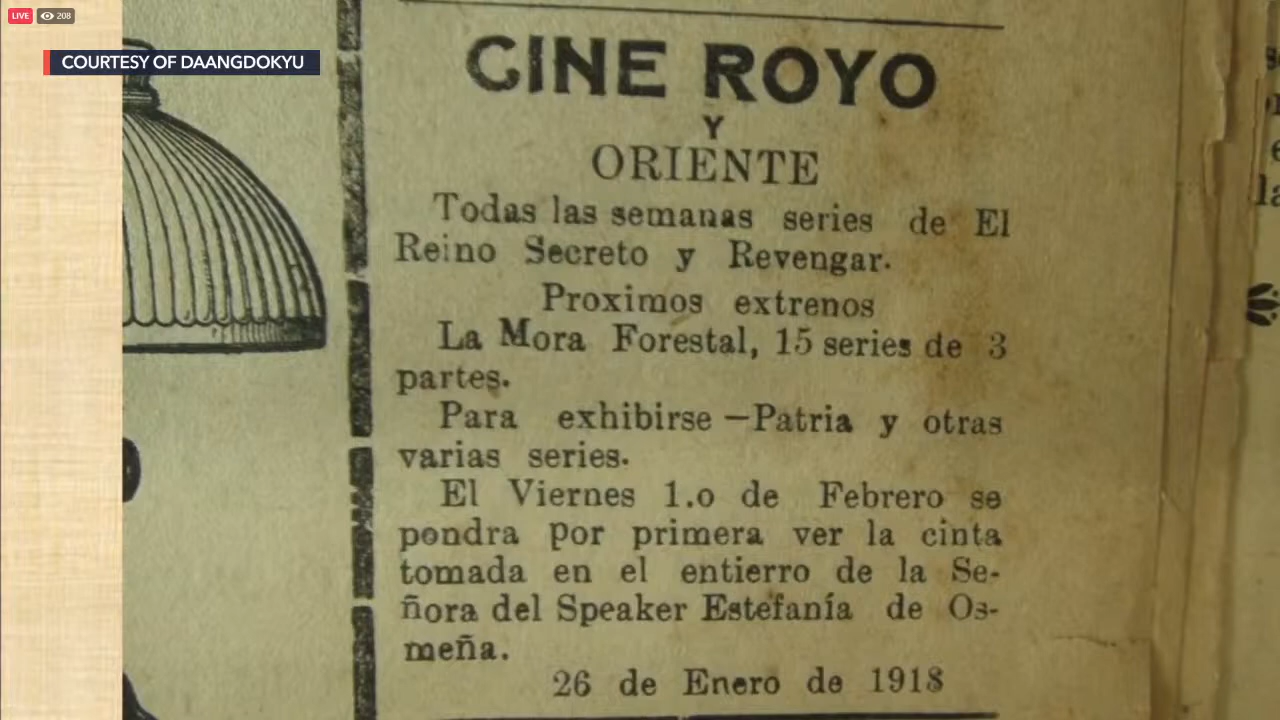 LIVE 208
COURTESY OF DAANGDOKYU
CINE ROYO
Y
ORIENTE
Todas las semanas series de El
Reino Secreto y Revengar.
Proximos extrenos
La Mora Forestal, 15 series de 3
partes.
Para exhibirse —Patria y otras
varias series.
El Viernes 1.o de Febrero se
pondra por primera ver la cinta
tomada en el entierro de la Se-
ñora del Speaker Estefanía de Os-
meña.
26 de Enero de 1918